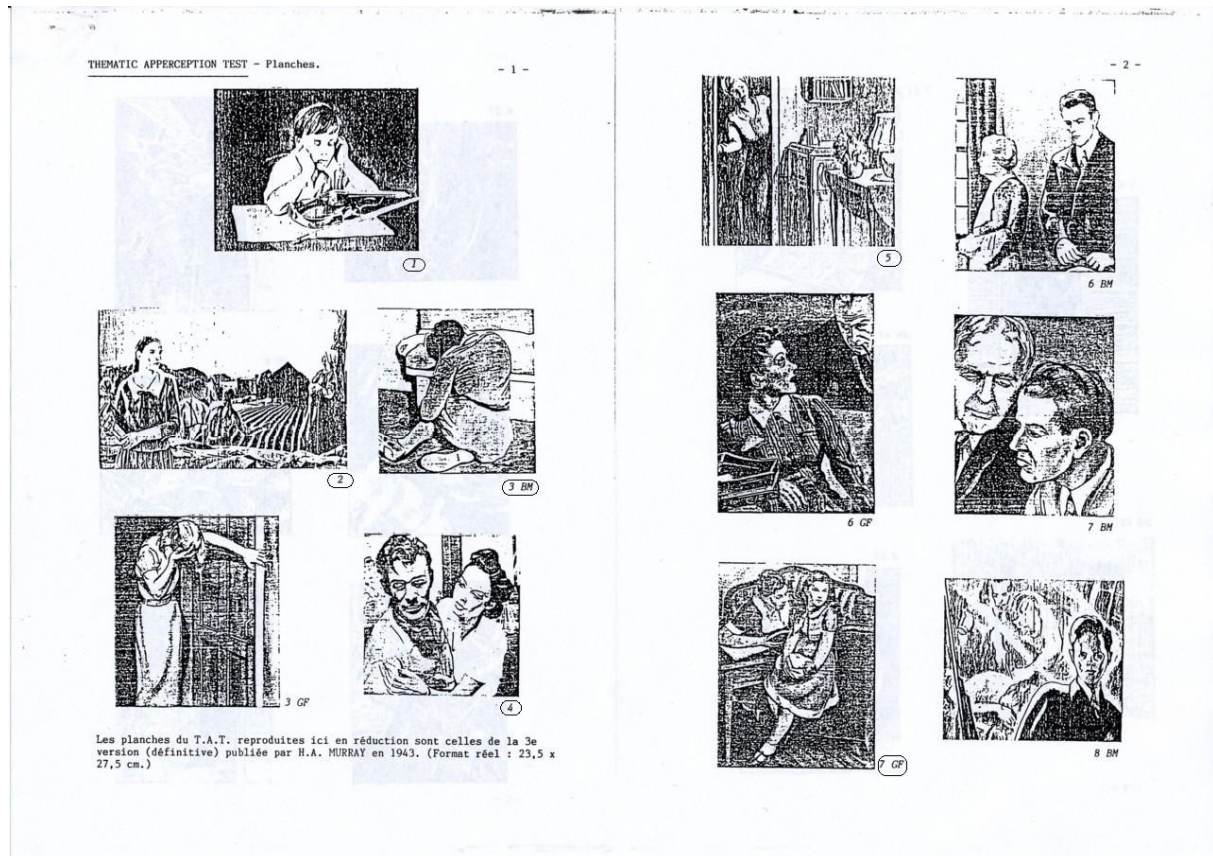 THEMATIC APPERCEPTION TEST - Planches.
- 1 -
1
2
3 BM
3 GF
4
Les planches du T.A.T. reproduites ici en réduction sont celles de la 3e
version (définitive) publiée par H.A. MURRAY en 1943. (Format réel : 23,5 x
27,5 cm.)
- 2 -
5
6 BM
6 GF
7 BM
7 GF
8 BM